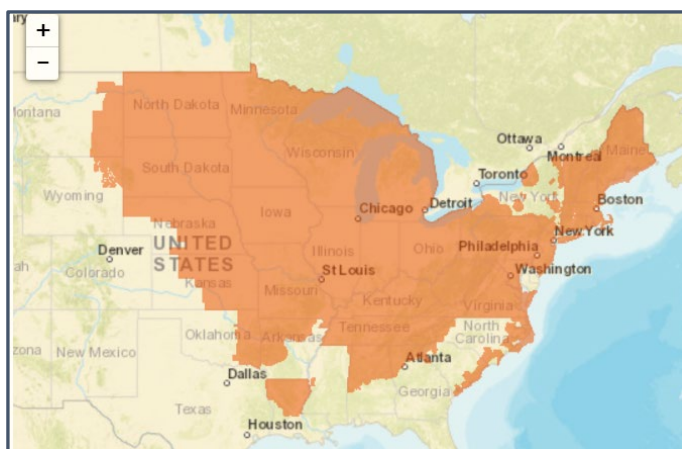 +
−
North Dakota
Minnesota
Montana
Ottawa
Montreal
Maine
Wisconsin
South Dakota
Toronto
Wyoming
New York
Boston
Detroit
Chicago
Nebraska
Iowa
New York
UNITED
STATES
Illinois
Ohio
Philadelphia
Denver
Colorado
Washington
St Louis
Kansas
Missouri
Kentucky
Virginia
Tennessee
North
Carolina
Oklahoma
Arkansas
New Mexico
Atlanta
Dallas
Georgia
Texas
Houston